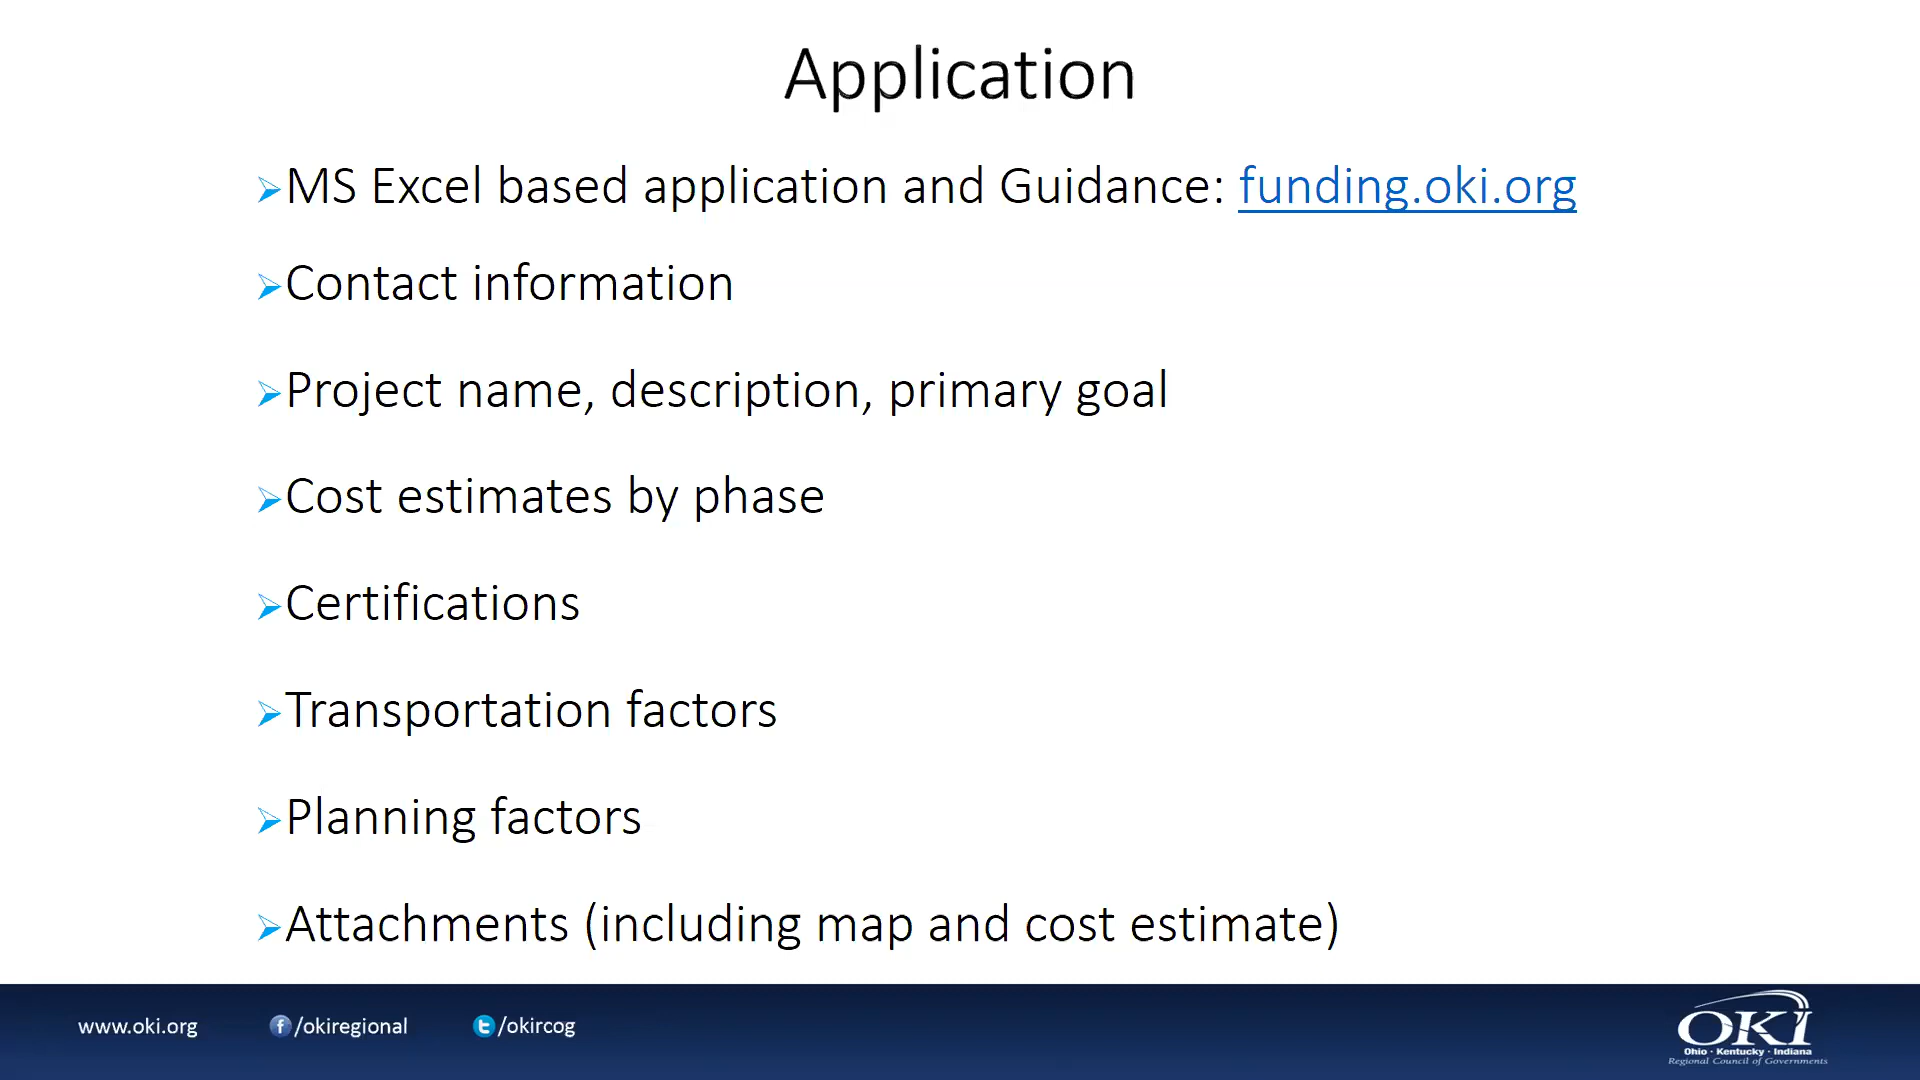 Application
➢MS Excel based application and Guidance: funding.oki.org
➢Contact information
➢Project name, description, primary goal
➢Cost estimates by phase
➢Certifications
➢Transportation factors
➢Planning factors
➢Attachments (including map and cost estimate)
www.oki.org /okiregional /okircog
OKI
Ohio · Kentucky · Indiana
Regional Council of Governments